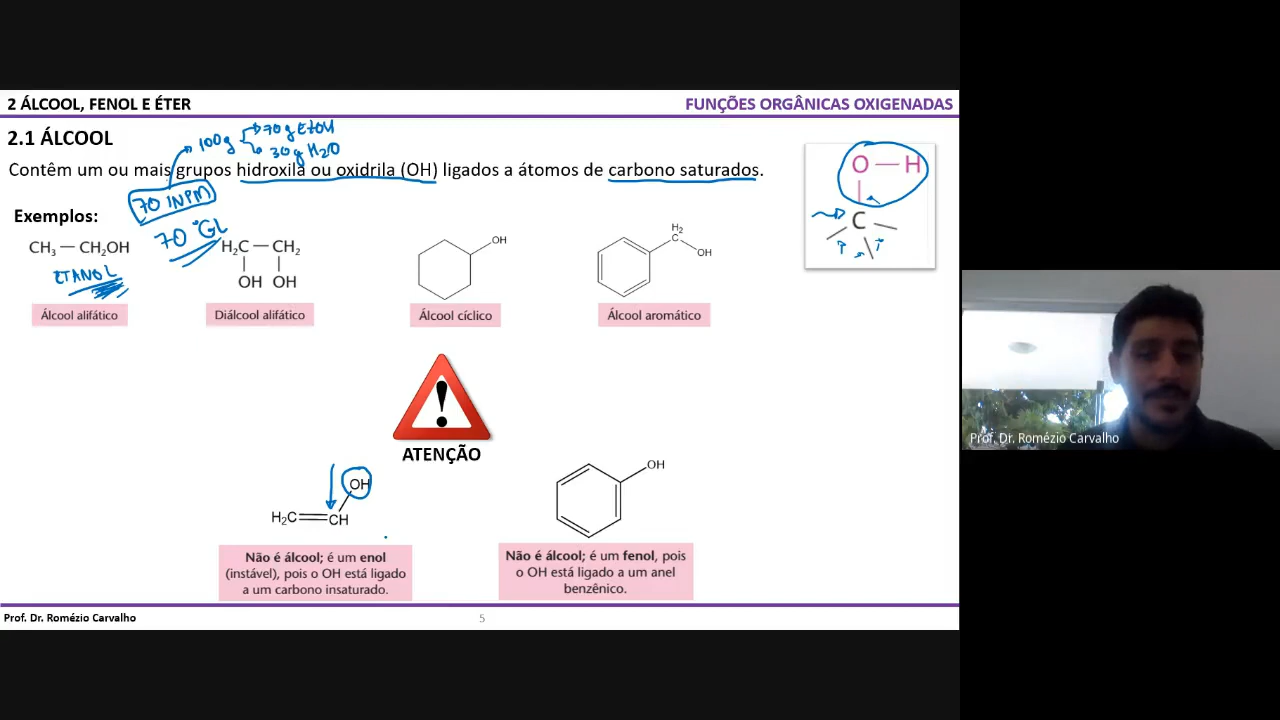 2 ÁLCOOL, FENOL E ÉTER
FUNÇÕES ORGÂNICAS OXIGENADAS
2.1 ÁLCOOL
100g
70g EtOH
30g H2O
Contêm um ou mais grupos hidroxila ou oxidrila (OH) ligados a átomos de carbono saturados.
O — H
C
70 INPM
70 °GL
Exemplos:
CH₃ — CH₂OH
ETANOL
H₂C — CH₂
OH OH
OH
H₂
C
OH
Álcool alifático
Diálcool alifático
Álcool cíclico
Álcool aromático
!
ATENÇÃO
OH
H₂C
CH
OH
Não é álcool; é um enol
(instável), pois o OH está ligado
a um carbono insaturado.
Não é álcool; é um fenol, pois
o OH está ligado a um anel
benzênico.
Prof. Dr. Romézio Carvalho
5
Prof. Dr. Romézio Carvalho